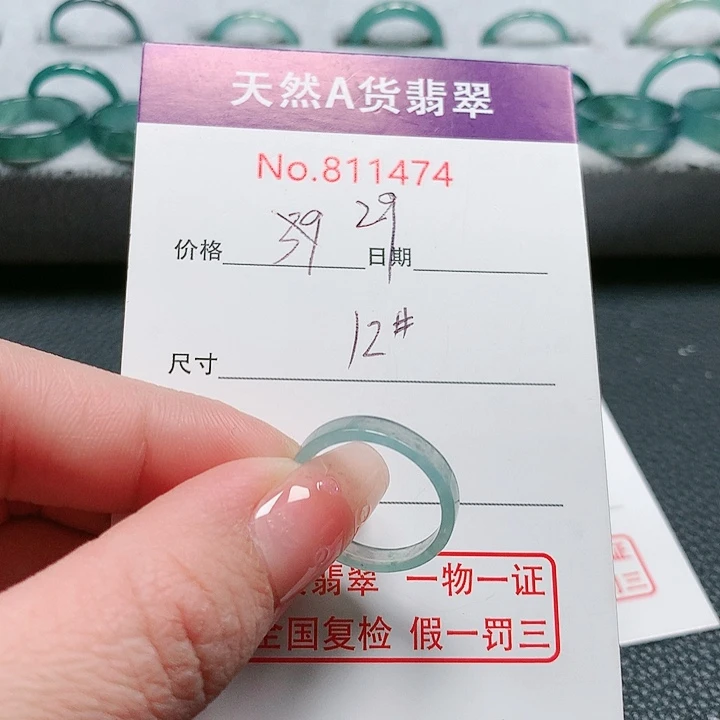 天然A货翡翠
No.811474
价格 39 29 日期
12#
尺寸
翡翠 一物一证
全国复检 假一罚三
三